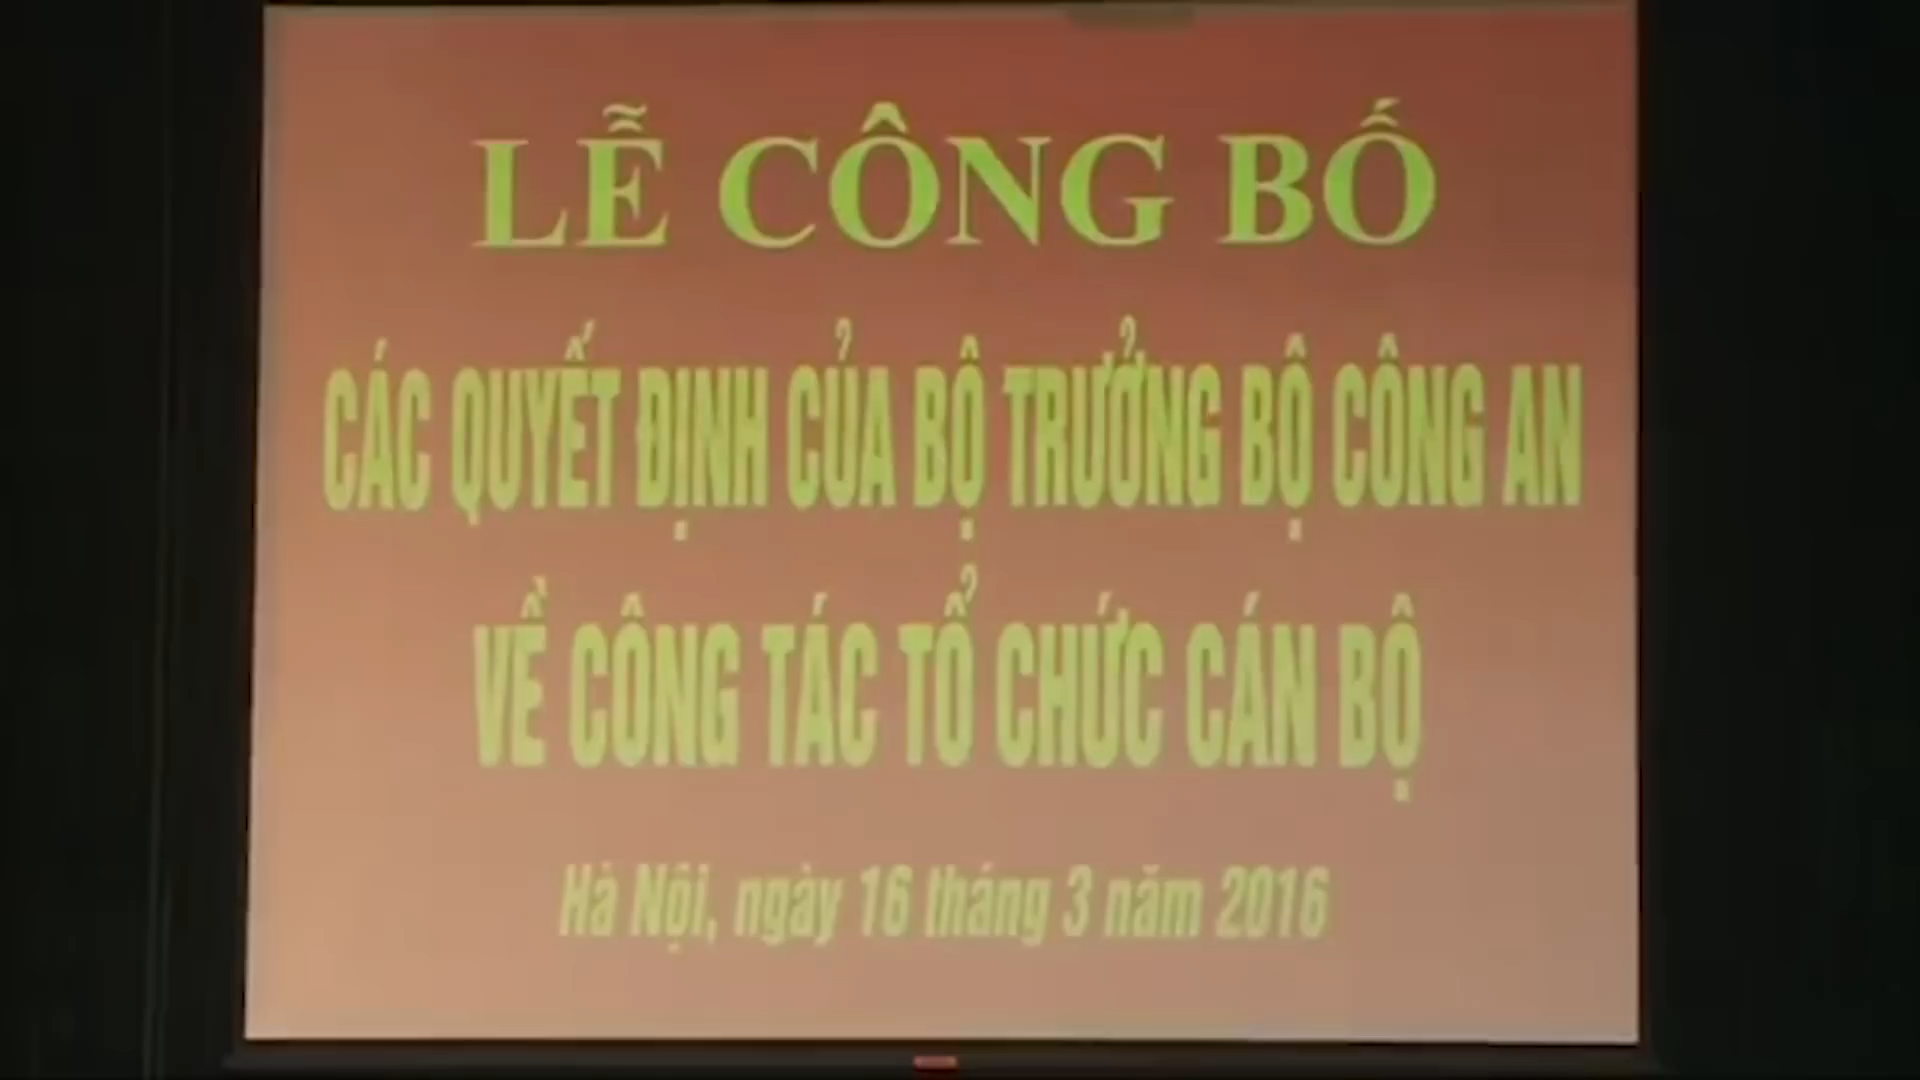 LỄ CÔNG BỐ
CÁC QUYẾT ĐỊNH CỦA BỘ TRƯỞNG BỘ CÔNG AN
VỀ CÔNG TÁC TỔ CHỨC CÁN BỘ
Hà Nội, ngày 16 tháng 3 năm 2016